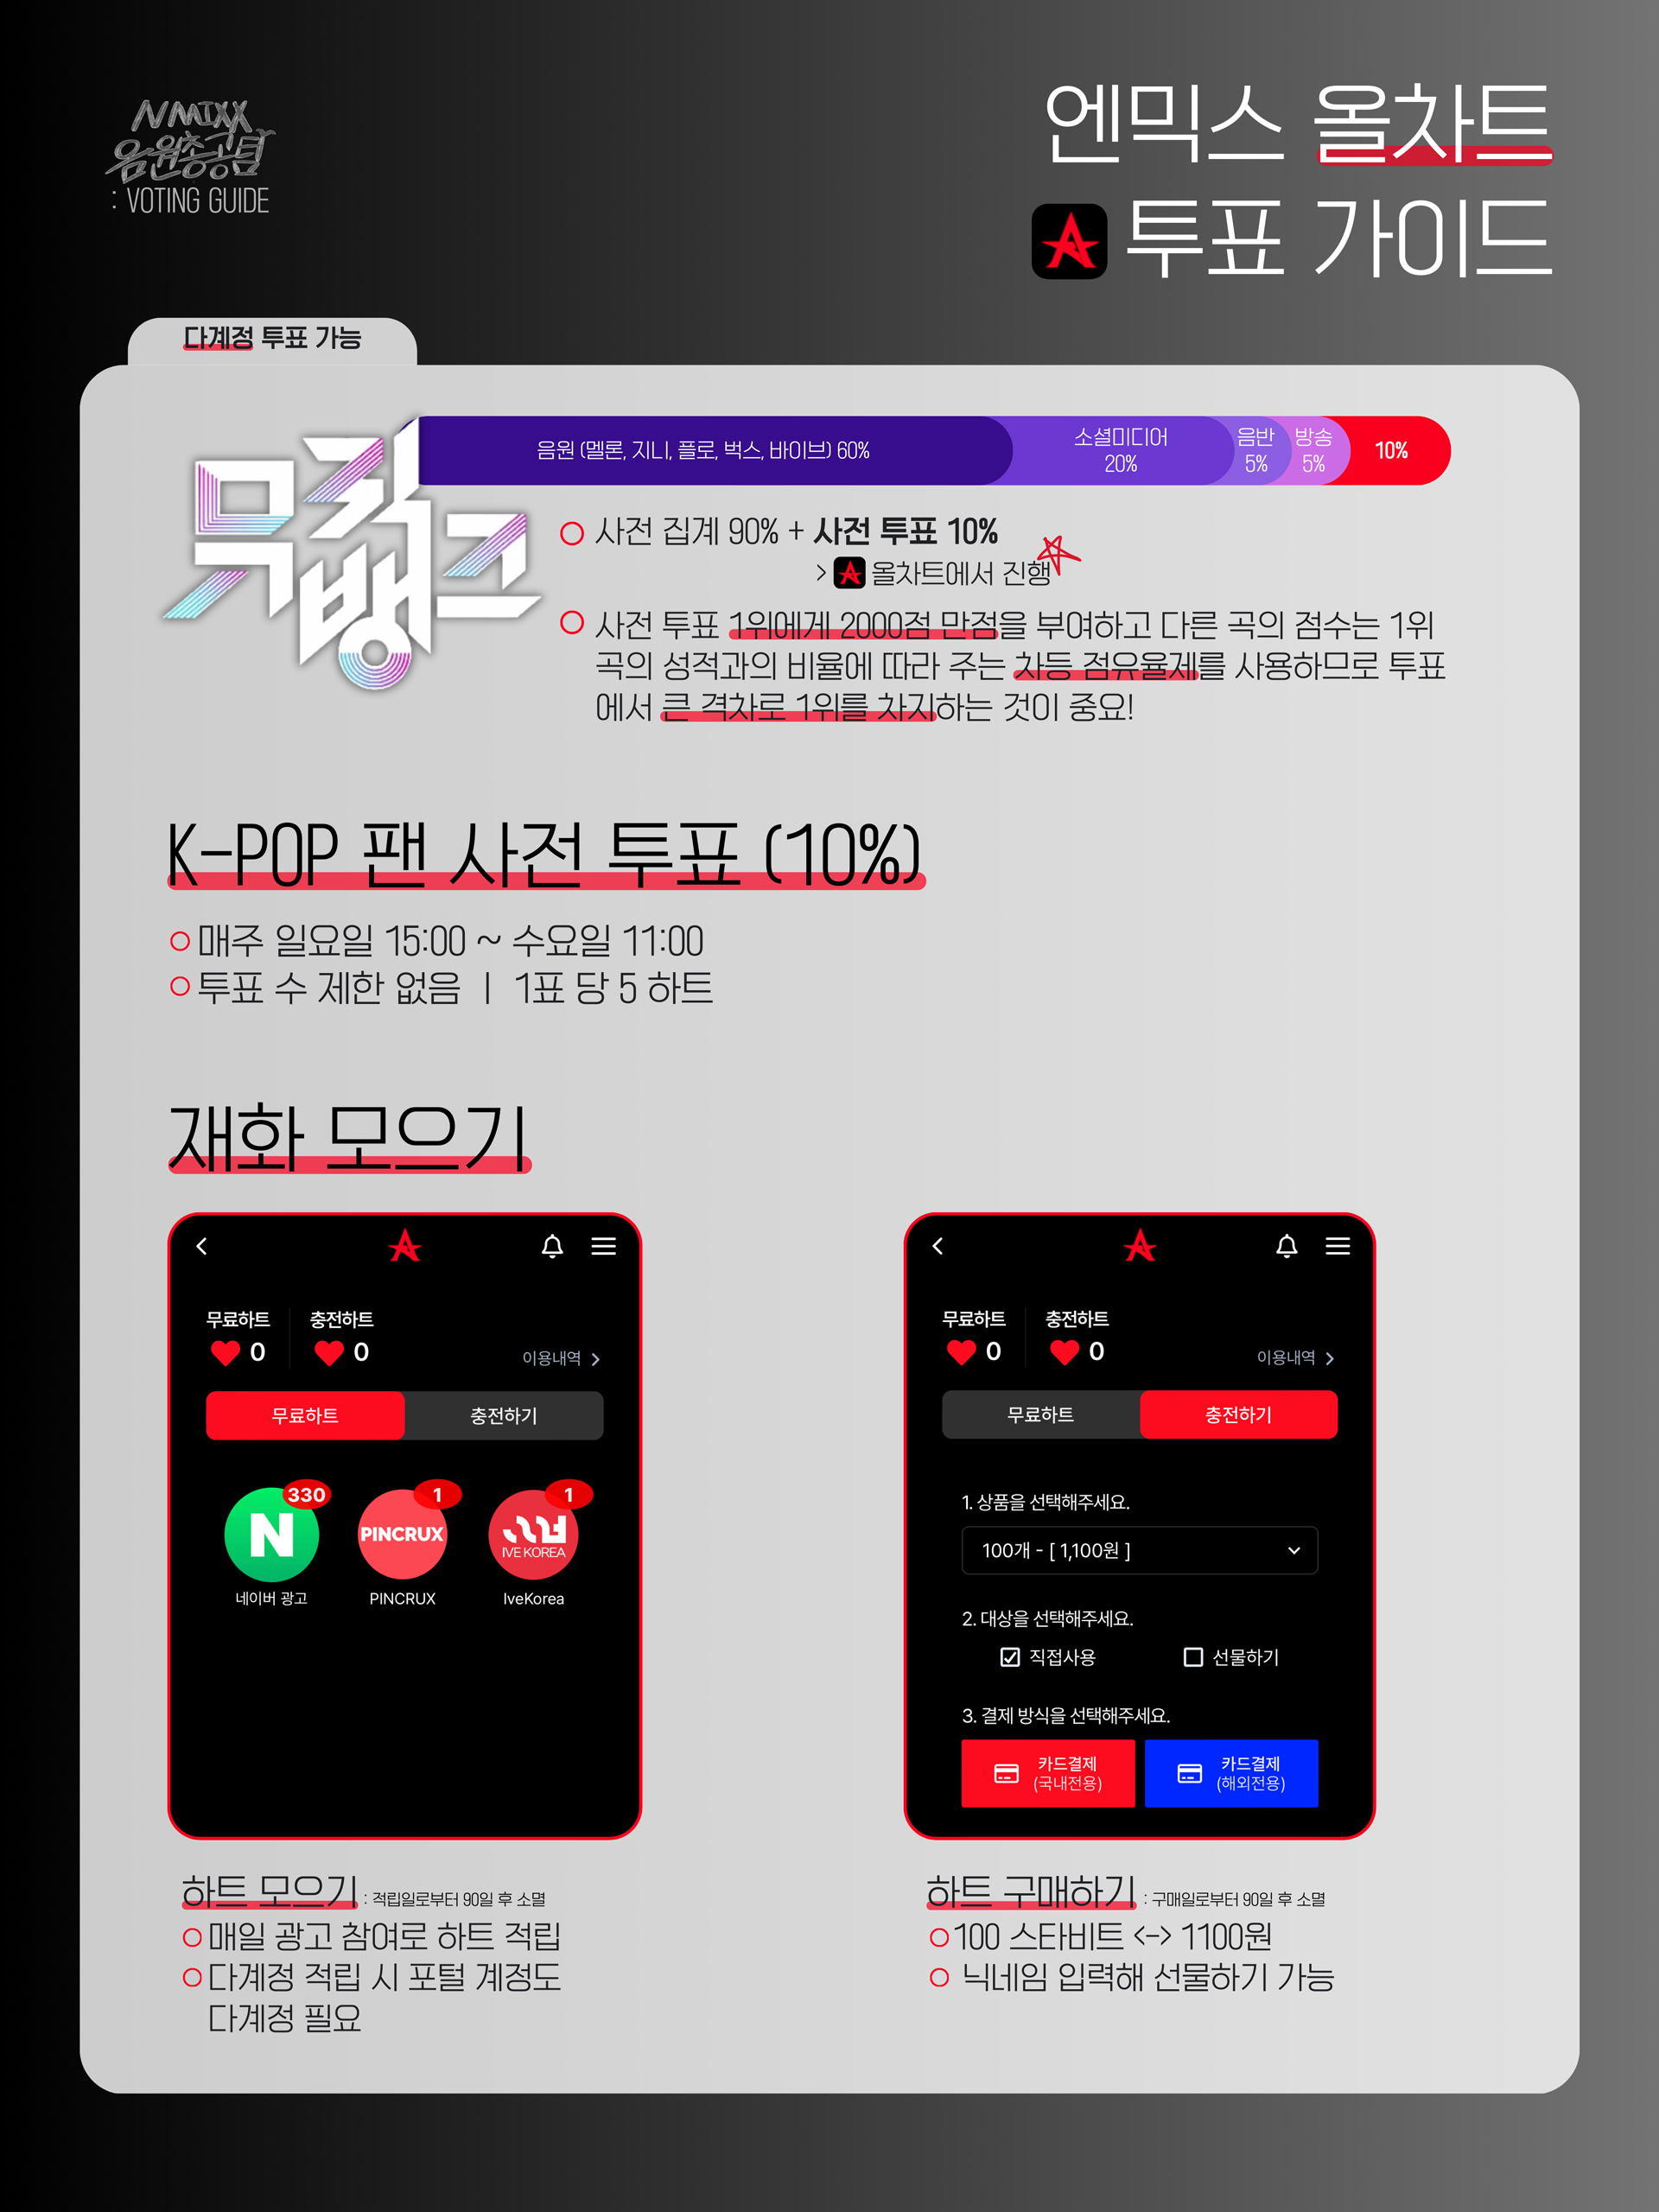 NMIXX
음원총공팀
: VOTING GUIDE
엔믹스 올차트
투표 가이드
다계정 투표 가능
뮤직
뱅크
음원 (멜론, 지니, 플로, 벅스, 바이브) 60%
소셜미디어
20%
음반
5%
방송
5%
10%
사전 집계 90% + 사전 투표 10%
> 올차트에서 진행
사전 투표 1위에게 2000점 만점을 부여하고 다른 곡의 점수는 1위
곡의 성적과의 비율에 따라 주는 차등 점유율제를 사용하므로 투표
에서 큰 격차로 1위를 차지하는 것이 중요!
K-POP 팬 사전 투표 (10%)
매주 일요일 15:00 ~ 수요일 11:00
투표 수 제한 없음 | 1표 당 5 하트
재화 모으기
무료하트 충전하트
0 0
이용내역 >
무료하트 충전하기
330 1 1
N PINCRUX IVE KOREA
네이버 광고 PINCRUX IveKorea
하트 모으기 : 적립일로부터 90일 후 소멸
매일 광고 참여로 하트 적립
다계정 적립 시 포털 계정도
다계정 필요
무료하트 충전하트
0 0
이용내역 >
무료하트 충전하기
1. 상품을 선택해주세요.
100개 - [ 1,100원 ]
2. 대상을 선택해주세요.
직접사용 선물하기
3. 결제 방식을 선택해주세요.
카드결제
(국내전용)
카드결제
(해외전용)
하트 구매하기 : 구매일로부터 90일 후 소멸
100 스타비트 <-> 1100원
닉네임 입력해 선물하기 가능